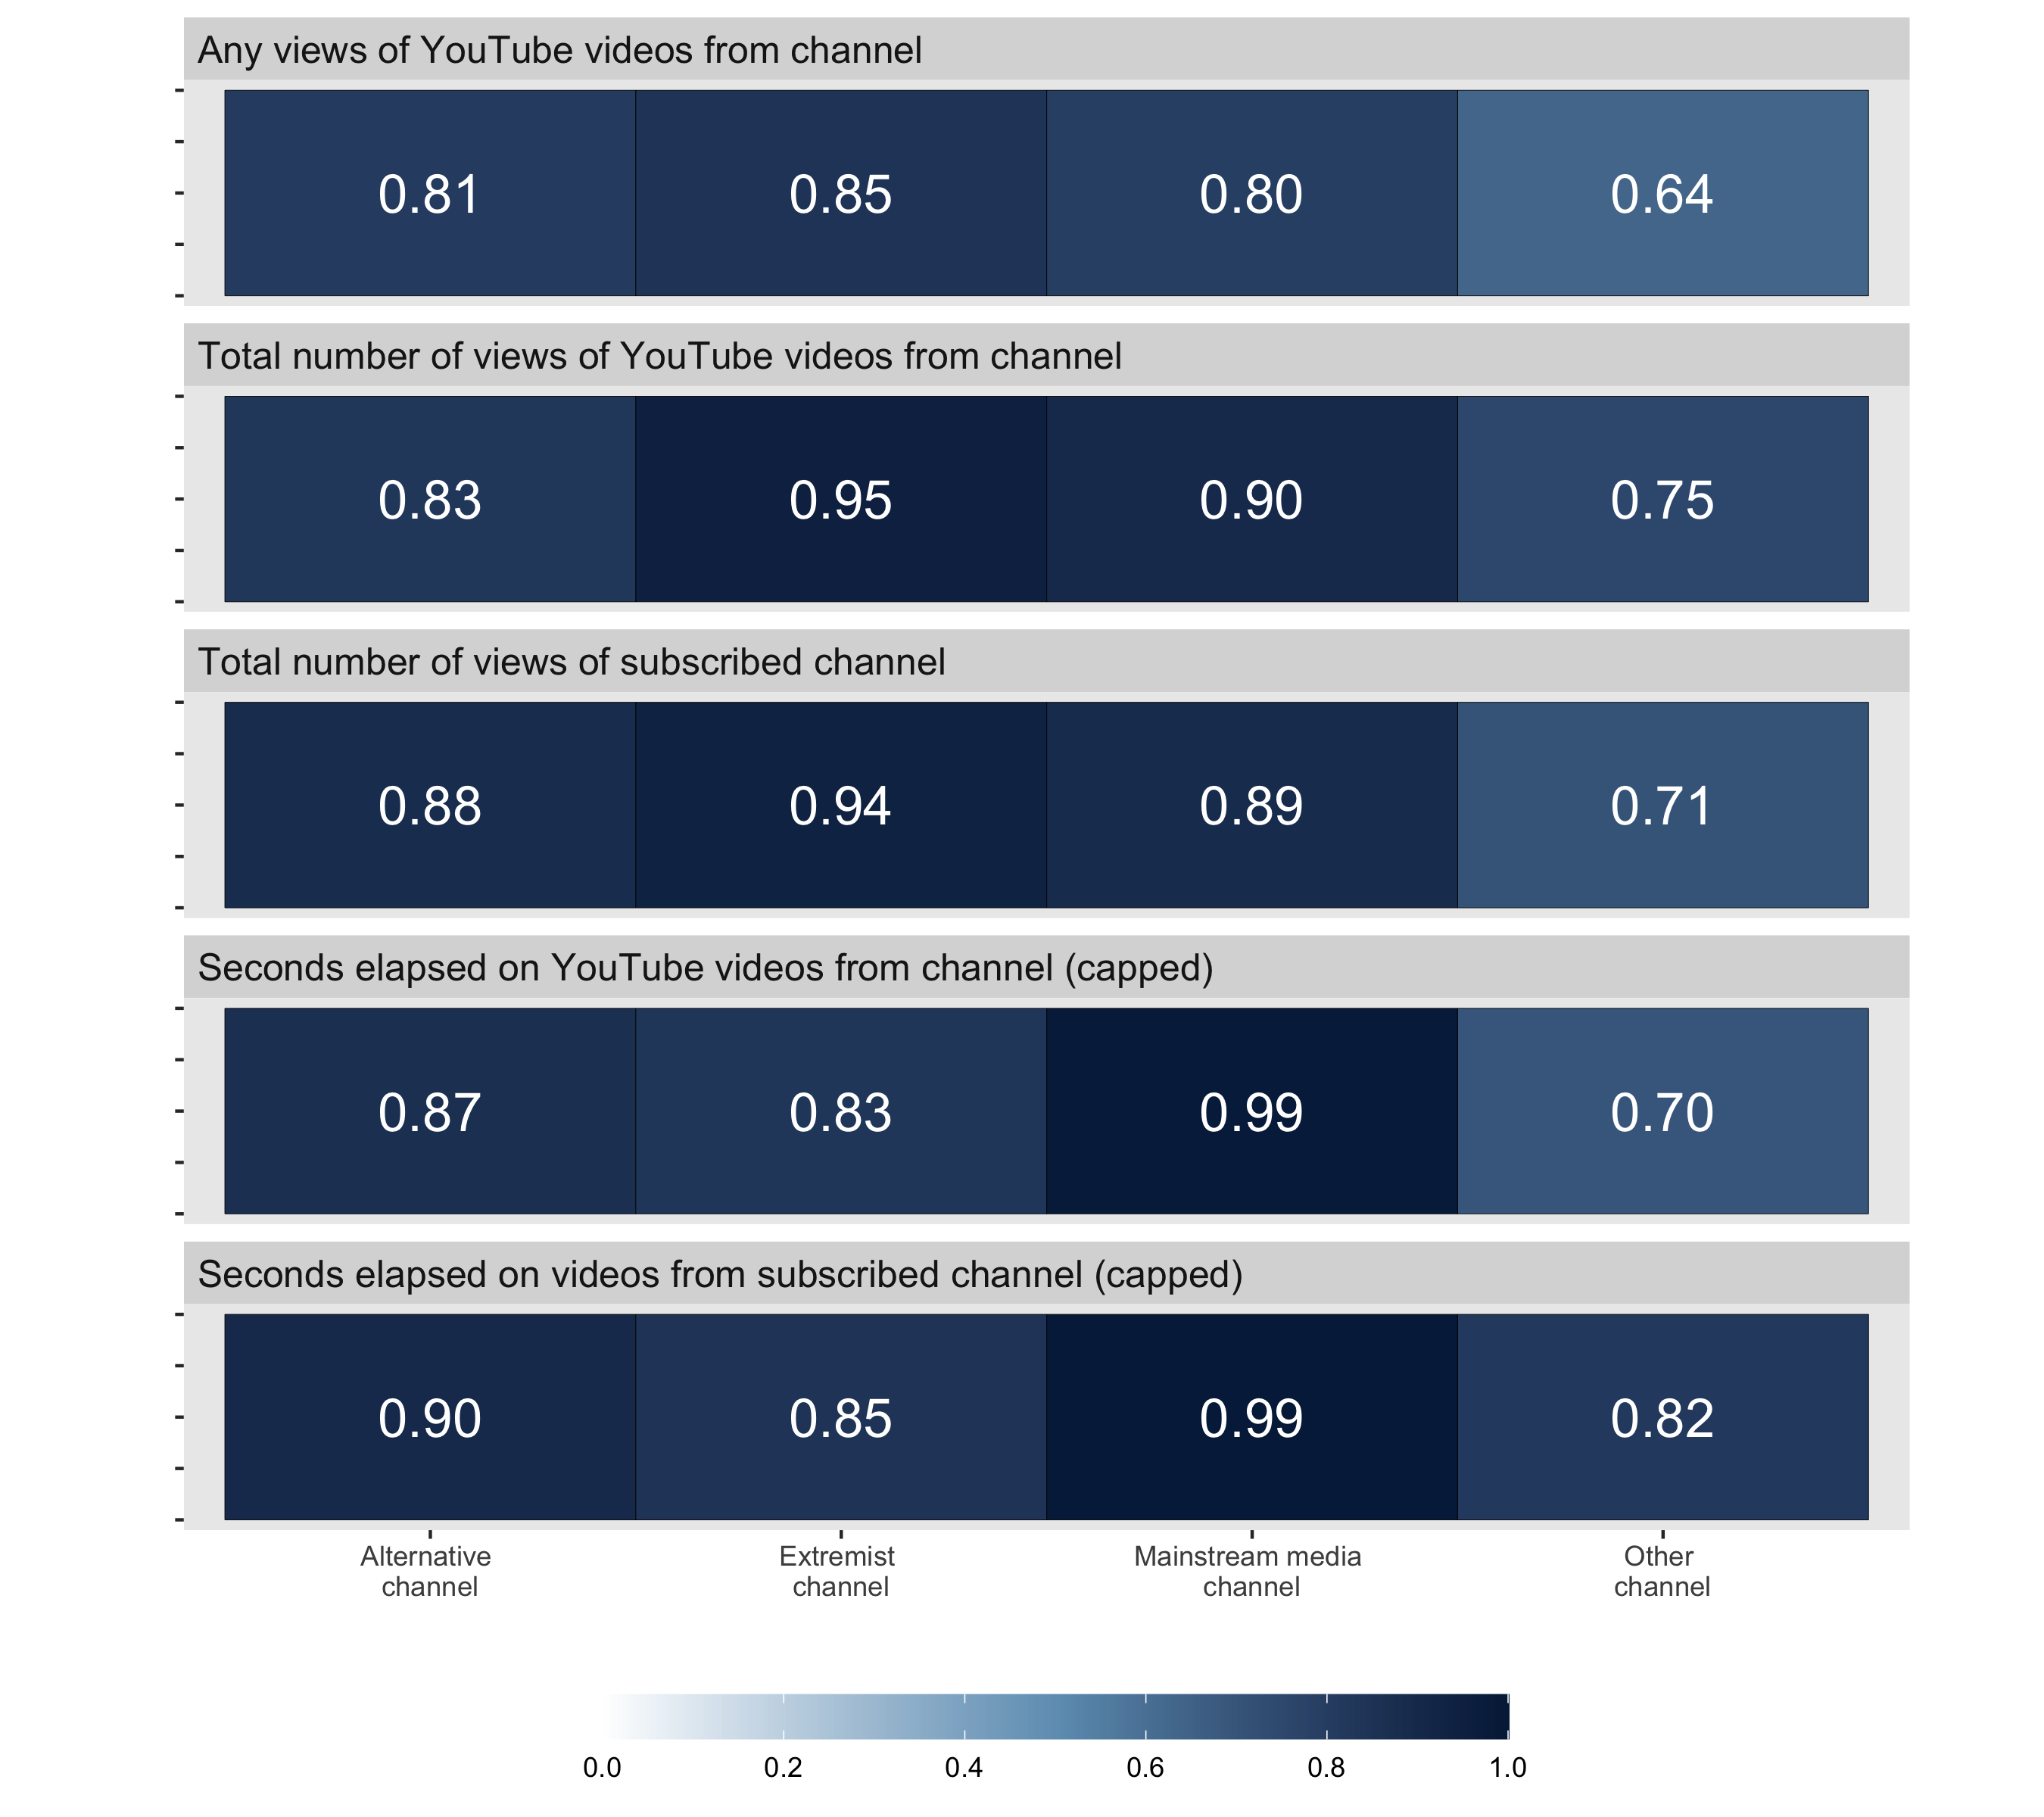 Any views of YouTube videos from channel
0.81 0.85 0.80 0.64
Total number of views of YouTube videos from channel
0.83 0.95 0.90 0.75
Total number of views of subscribed channel
0.88 0.94 0.89 0.71
Seconds elapsed on YouTube videos from channel (capped)
0.87 0.83 0.99 0.70
Seconds elapsed on videos from subscribed channel (capped)
0.90 0.85 0.99 0.82
Alternative channel
Extremist channel
Mainstream media channel
Other channel
0.0 0.2 0.4 0.6 0.8 1.0